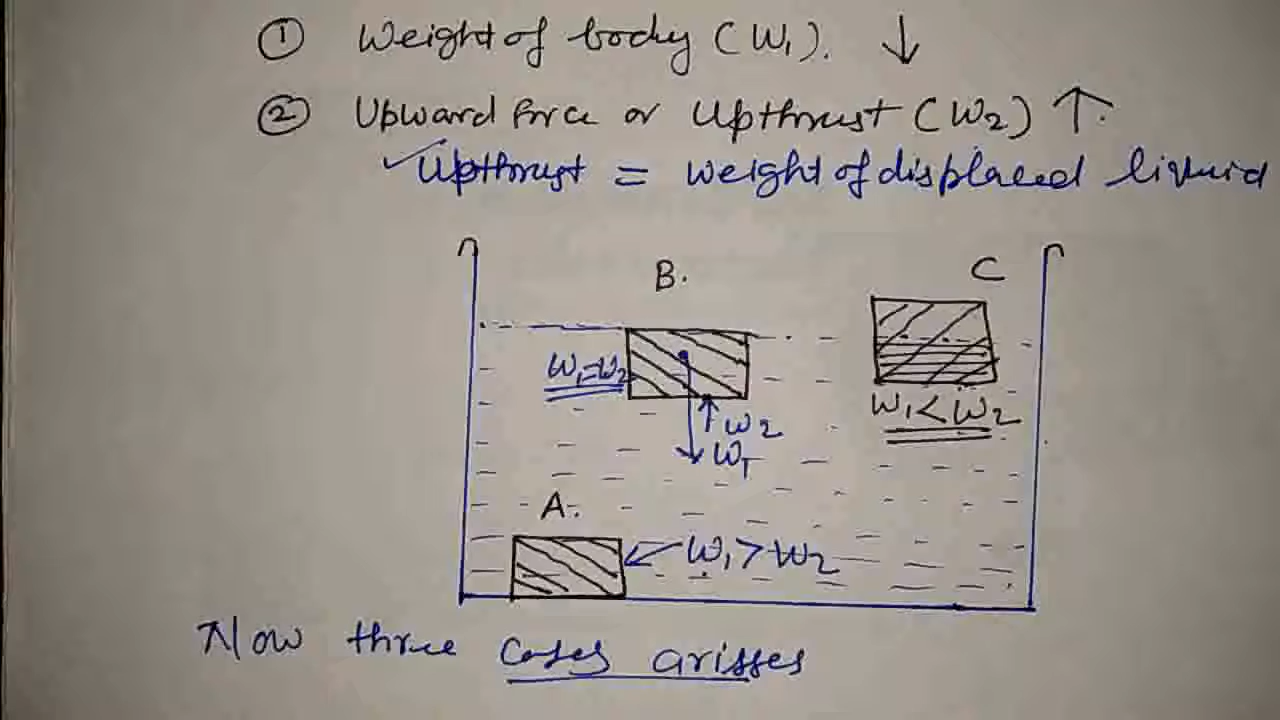 ① Weight of body (W₁). ↓
② Upward Force or Upthrust (W₂) ↑
✓Upthrust = weight of displaced liquid
B.
C
W₁=W₂
W₁<W₂
↑W₂
↓W₁
A.
W₁>W₂
Now three cases arisses